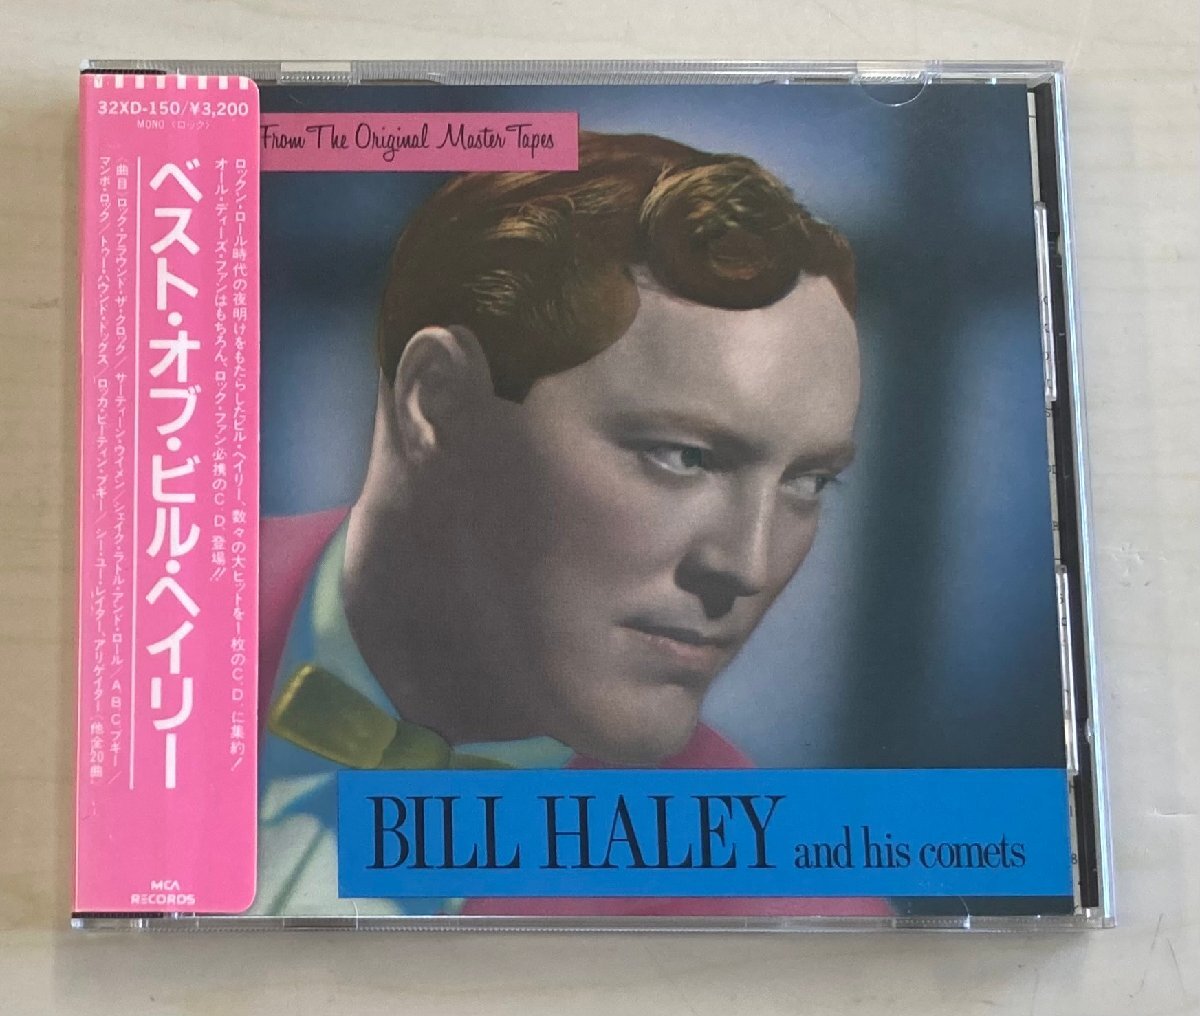 32XD-150/¥3,200
MONO 〈ロック〉
ロックン・ロール時代の夜明けをもたらしたビル・ヘイリー、数々の大ヒットを1枚のC.D.に集約!
オールディーズ・ファンはもちろん、ロック・ファン必携のC.D.登場!!
ベスト・オブ・ビル・ヘイリー
〈曲目〉ロック・アラウンド・ザ・クロック/サーティーン・ウイメン/シェイク・ラトル・アンド・ロール/A.B.C.ブギー/
マンボ・ロック/トゥー・ハウンド・ドッグス/ロッカ・ビーティン・ブギー/シー・ユー・レイター、アリゲイター〈他全20曲〉
MCA
RECORDS
From The Original Master Tapes
BILL HALEY and his comets